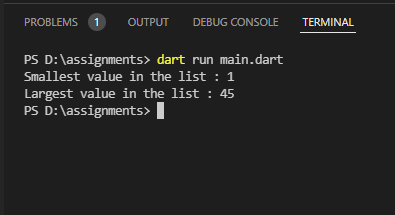 PROBLEMS 1 OUTPUT DEBUG CONSOLE TERMINAL
PS D:\assignments> dart run main.dart
Smallest value in the list : 1
Largest value in the list : 45
PS D:\assignments>